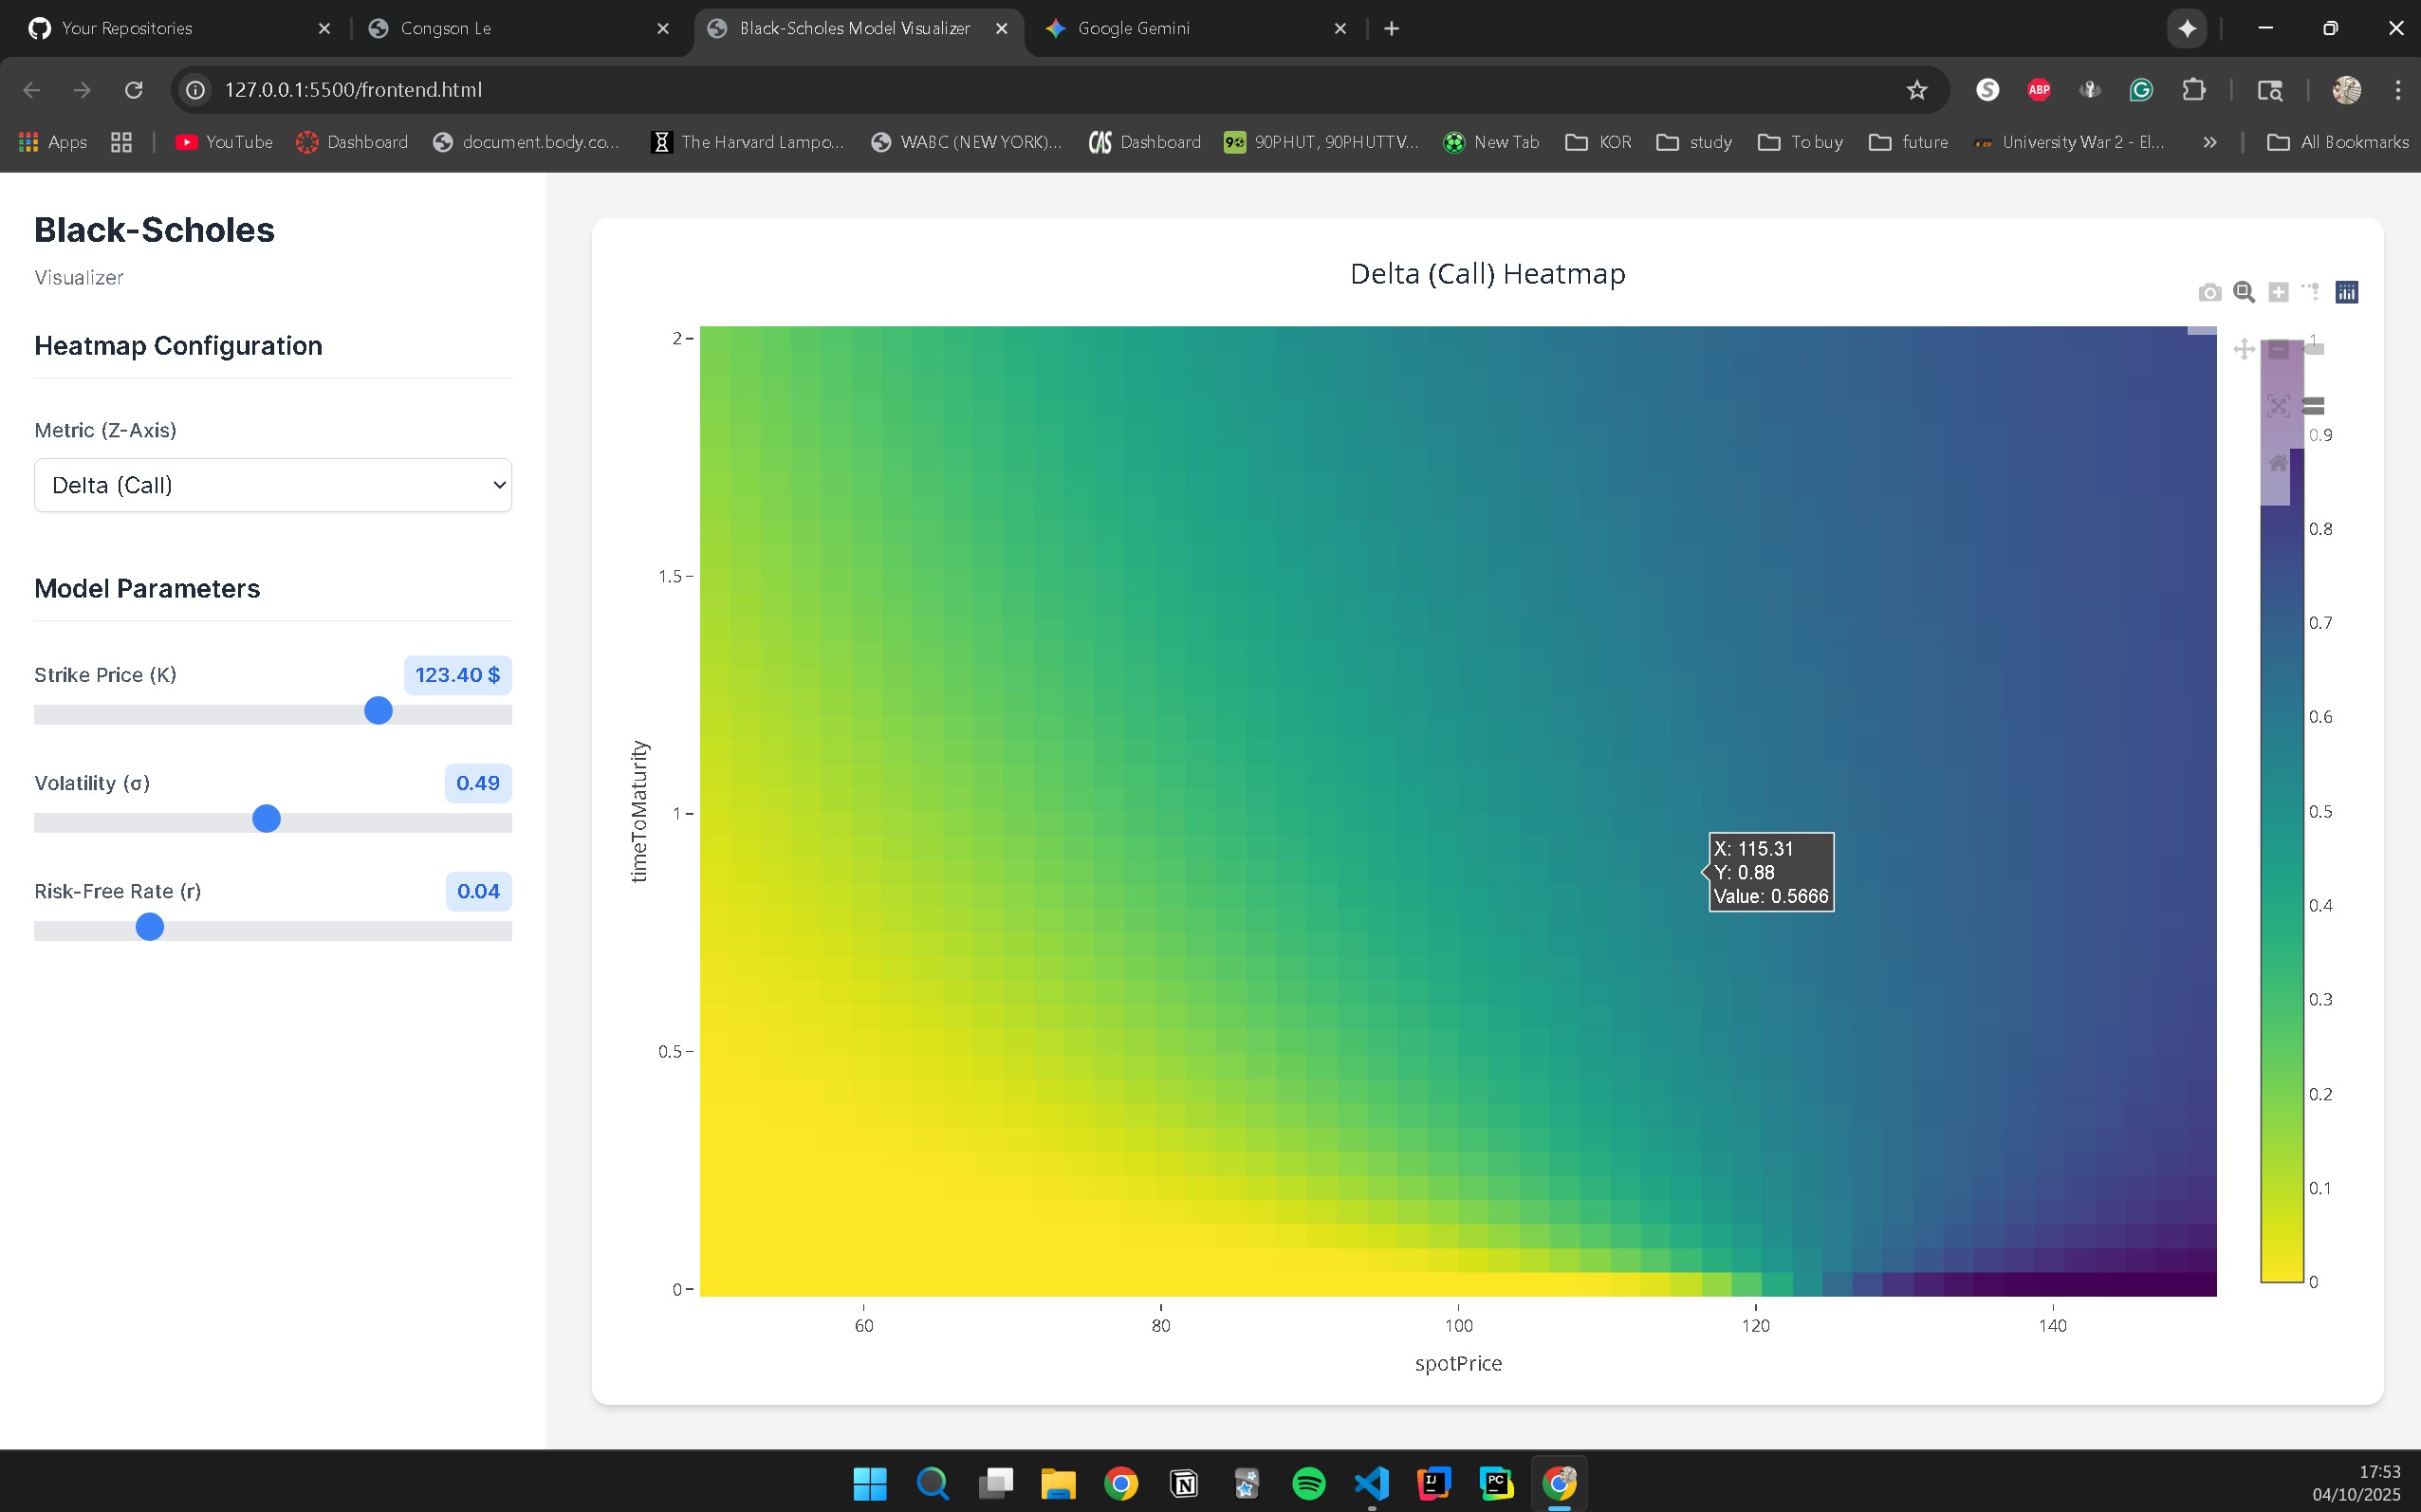 Your Repositories
Congson Le
Black-Scholes Model Visualizer
Google Gemini
127.0.0.1:5500/frontend.html
ABP
Apps
YouTube
Dashboard
document.body.co...
The Harvard Lampo...
WABC (NEW YORK)...
CAS
Dashboard
90PHUT, 90PHUTTV...
New Tab
KOR
study
To buy
future
University War 2 - El...
All Bookmarks
Black-Scholes
Visualizer
Heatmap Configuration
Metric (Z-Axis)
Delta (Call)
Model Parameters
Strike Price (K)
123.40 $
Volatility (σ)
0.49
Risk-Free Rate (r)
0.04
Delta (Call) Heatmap
2
1.5
1
0.5
0
timeToMaturity
60
80
100
120
140
spotPrice
X: 115.31
Y: 0.88
Value: 0.5666
1
0.9
0.8
0.7
0.6
0.5
0.4
0.3
0.2
0.1
0
17:53
04/10/2025